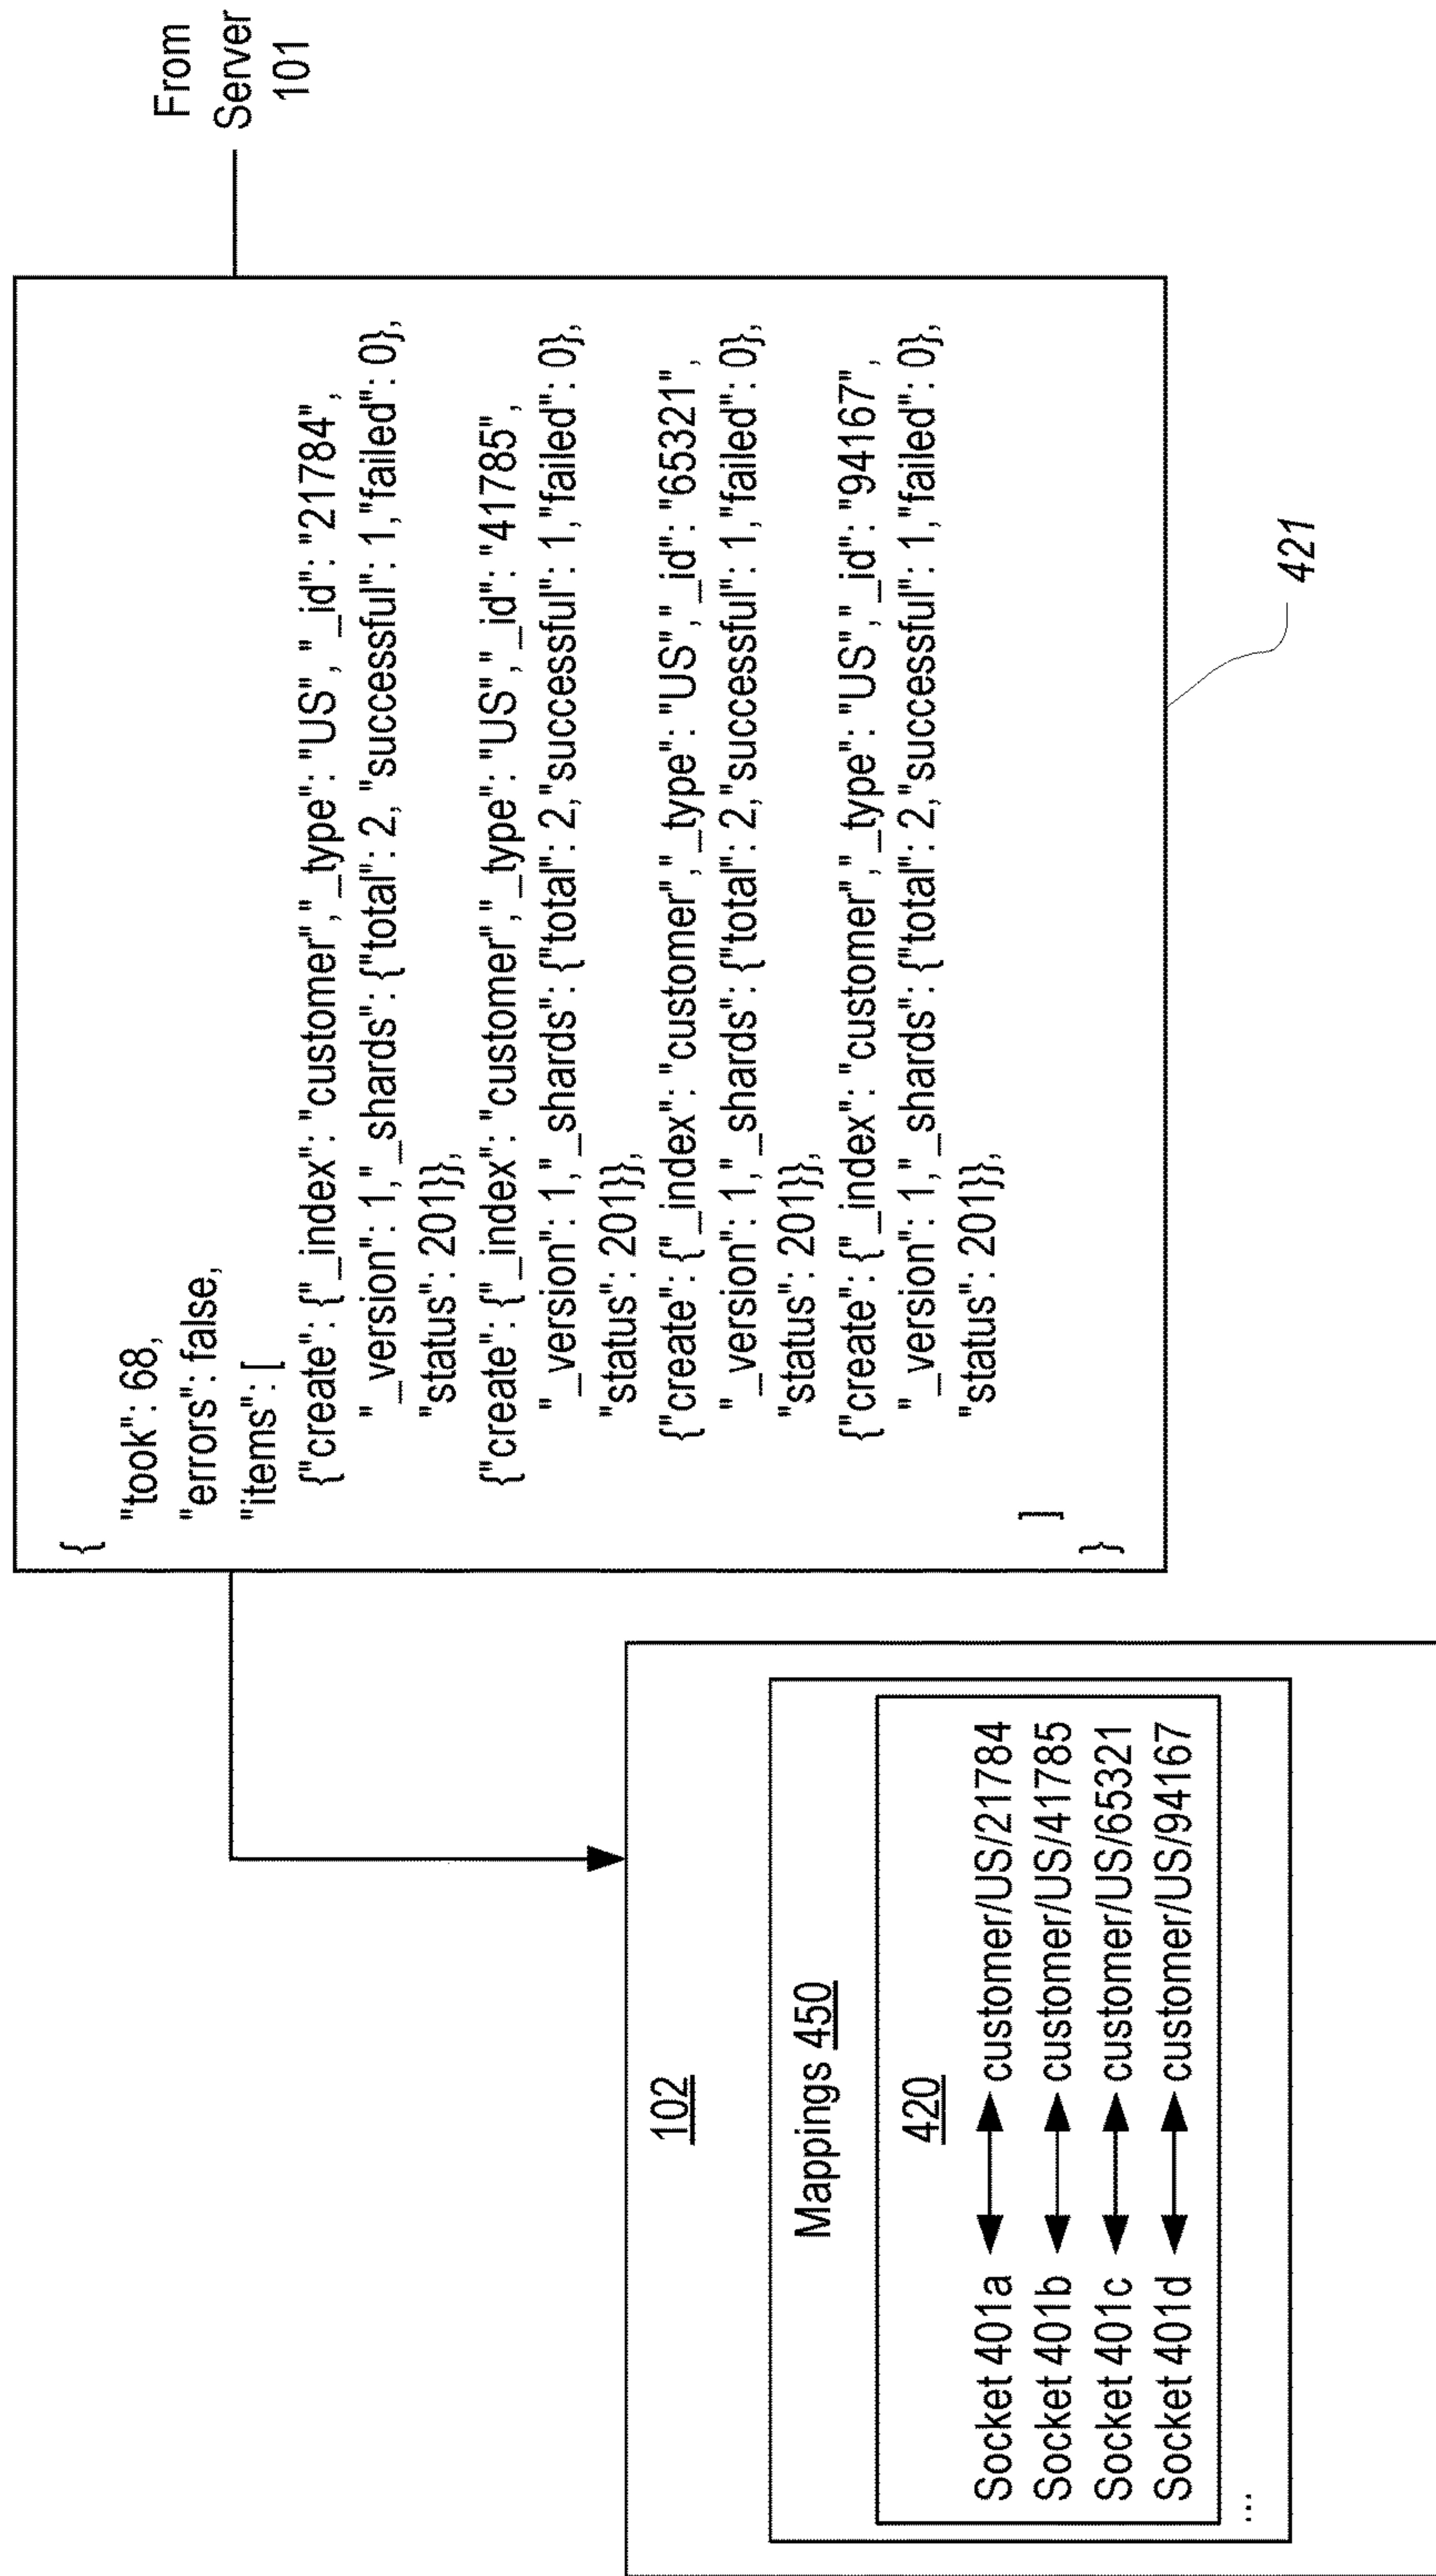 From
Server
101
{
"took": 68,
"errors": false,
"items": [
{"create": {"_index": "customer","_type": "US","_id": "21784",
"_version": 1,"_shards": {"total": 2, "successful": 1,"failed": 0},
"status": 201}},
{"create": {"_index": "customer","_type": "US","_id": "41785",
"_version": 1,"_shards": {"total": 2,"successful": 1,"failed": 0},
"status": 201}},
{"create": {"_index": "customer","_type": "US","_id": "65321",
"_version": 1,"_shards": {"total": 2,"successful": 1,"failed": 0},
"status": 201}},
{"create": {"_index": "customer","_type": "US","_id": "94167",
"_version": 1,"_shards": {"total": 2,"successful": 1,"failed": 0},
"status": 201}},
]
}
421
102
Mappings 450
420
Socket 401a customer/US/21784
Socket 401b customer/US/41785
Socket 401c customer/US/65321
Socket 401d customer/US/94167
...